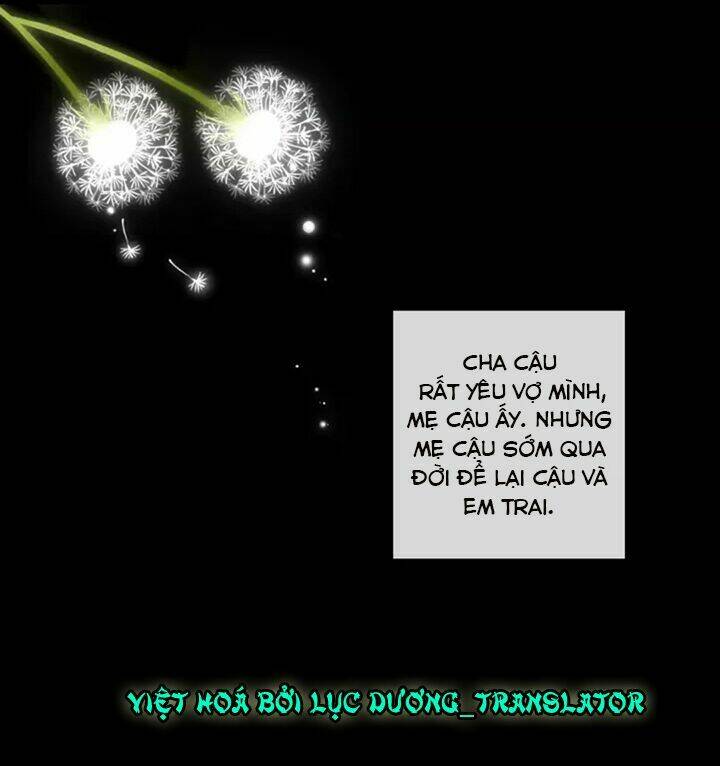 CHA CẬU
RẤT YÊU VỢ MÌNH,
MẸ CẬU ẤY. NHƯNG
MẸ CẬU SỚM QUA
ĐỜI ĐỂ LẠI CẬU VÀ
EM TRAI.
VIỆT HOÁ BỞI LỤC DƯƠNG_TRANSLATOR